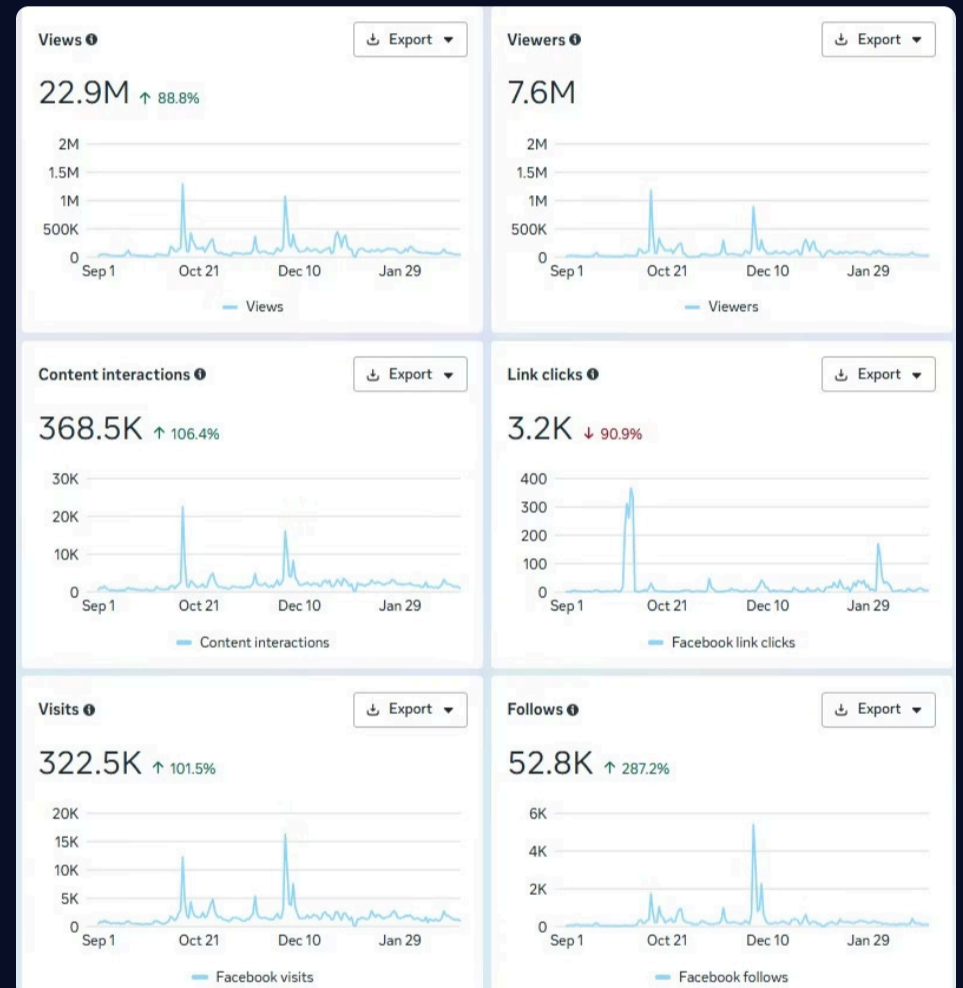 Views
Export
22.9M ↑ 88.8%
2M
1.5M
1M
500K
0
Sep 1 Oct 21 Dec 10 Jan 29
Views
Viewers
Export
7.6M
2M
1.5M
1M
500K
0
Sep 1 Oct 21 Dec 10 Jan 29
Viewers
Content interactions
Export
368.5K ↑ 106.4%
30K
20K
10K
0
Sep 1 Oct 21 Dec 10 Jan 29
Content interactions
Link clicks
Export
3.2K ↓ 90.9%
400
300
200
100
0
Sep 1 Oct 21 Dec 10 Jan 29
Facebook link clicks
Visits
Export
322.5K ↑ 101.5%
20K
15K
10K
5K
0
Sep 1 Oct 21 Dec 10 Jan 29
Facebook visits
Follows
Export
52.8K ↑ 287.2%
6K
4K
2K
0
Sep 1 Oct 21 Dec 10 Jan 29
Facebook follows